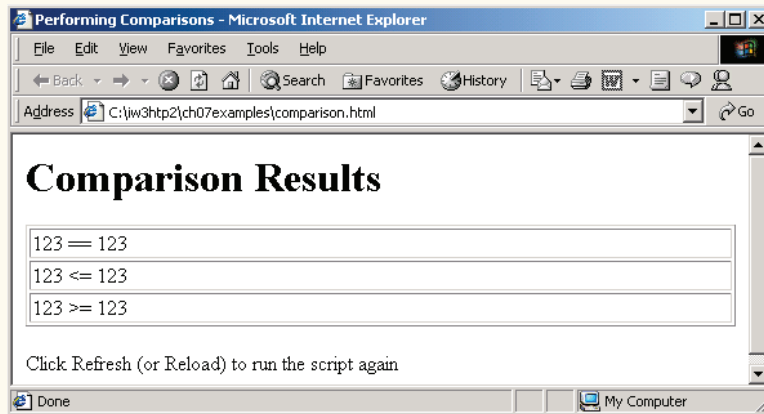 Performing Comparisons - Microsoft Internet Explorer
File Edit View Favorites Tools Help
Back Search Favorites History
Address C:\iw3htp2\ch07examples\comparison.html Go
Comparison Results
123 == 123
123 <= 123
123 >= 123
Click Refresh (or Reload) to run the script again
Done My Computer